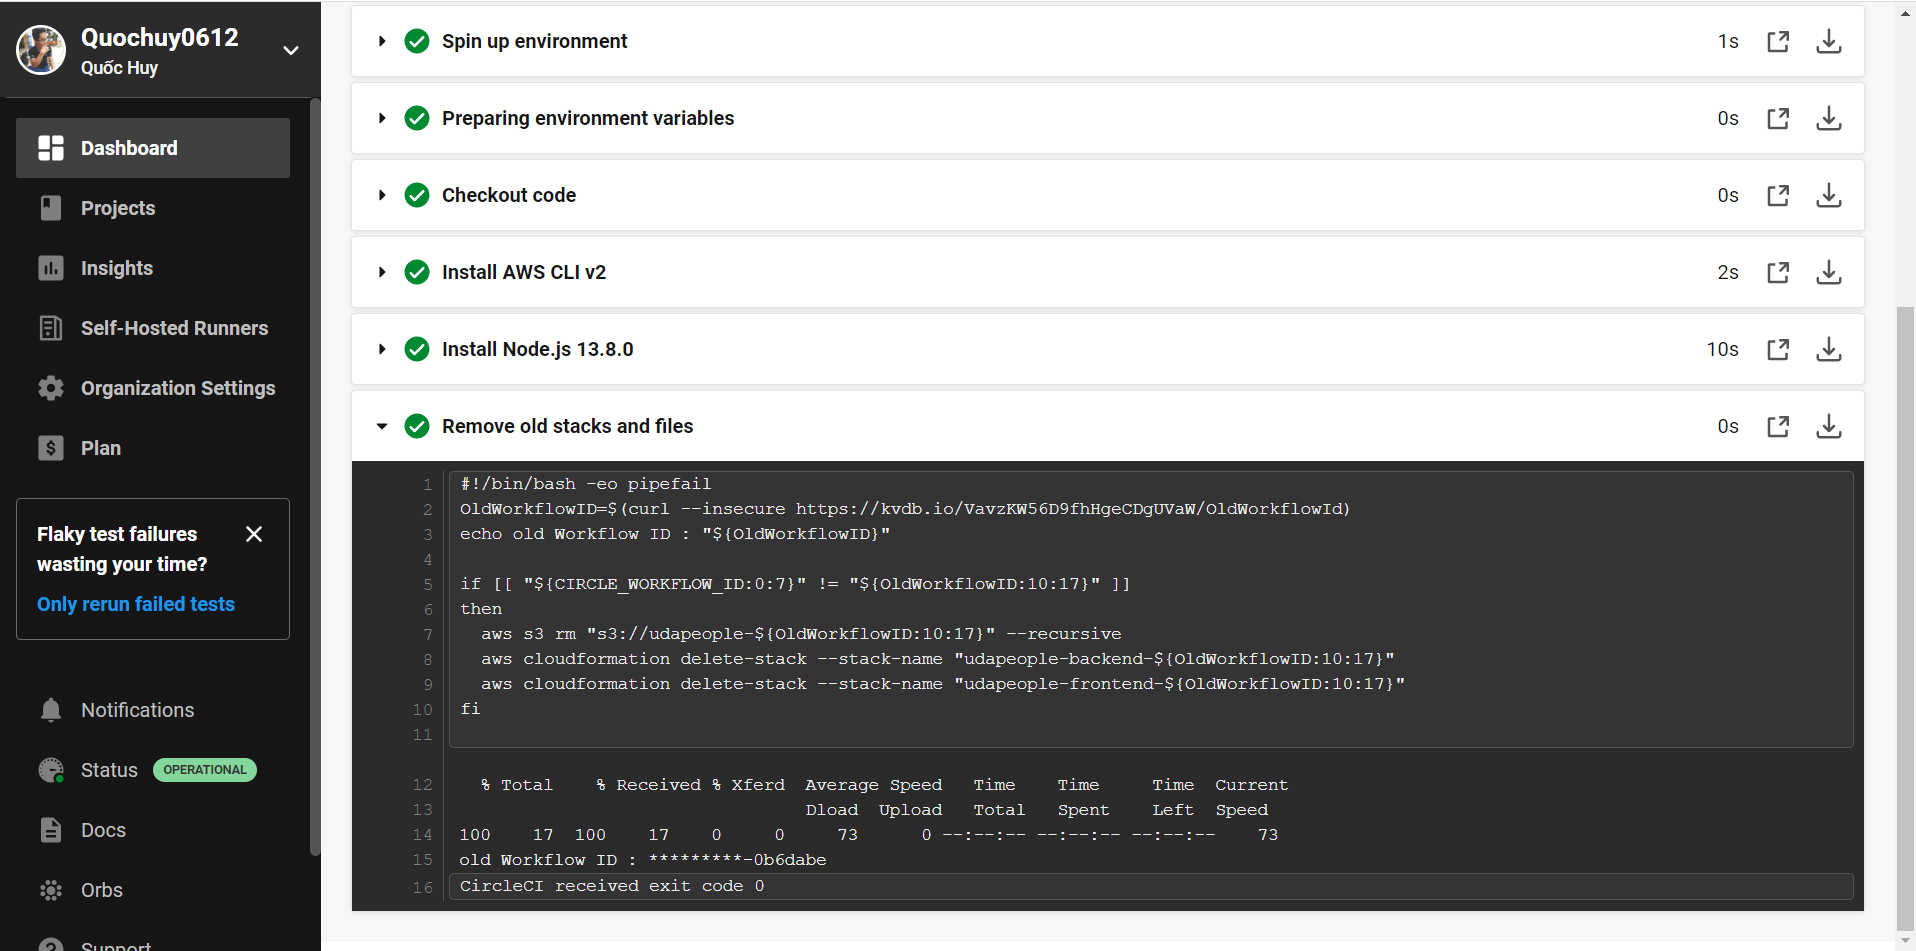 Quochuy0612
Quốc Huy
Dashboard
Projects
Insights
Self-Hosted Runners
Organization Settings
Plan
Flaky test failures
wasting your time?
Only rerun failed tests
Notifications
Status OPERATIONAL
Docs
Orbs
Support
Spin up environment 1s
Preparing environment variables 0s
Checkout code 0s
Install AWS CLI v2 2s
Install Node.js 13.8.0 10s
Remove old stacks and files 0s
1 #!/bin/bash -eo pipefail
2 OldWorkflowID=$(curl --insecure https://kvdb.io/VavzKW56D9fhHgeCDgUVaW/OldWorkflowId)
3 echo old Workflow ID : "${OldWorkflowID}"
4
5 if [[ "${CIRCLE_WORKFLOW_ID:0:7}" != "${OldWorkflowID:10:17}" ]]
6 then
7   aws s3 rm "s3://udapeople-${OldWorkflowID:10:17}" --recursive
8   aws cloudformation delete-stack --stack-name "udapeople-backend-${OldWorkflowID:10:17}"
9   aws cloudformation delete-stack --stack-name "udapeople-frontend-${OldWorkflowID:10:17}"
10 fi
11
12   % Total    % Received % Xferd  Average Speed   Time    Time     Time  Current
13                                  Dload  Upload   Total   Spent    Left  Speed
14 100    17  100    17    0     0     73      0 --:--:-- --:--:-- --:--:--    73
15 old Workflow ID : *********-0b6dabe
16 CircleCI received exit code 0